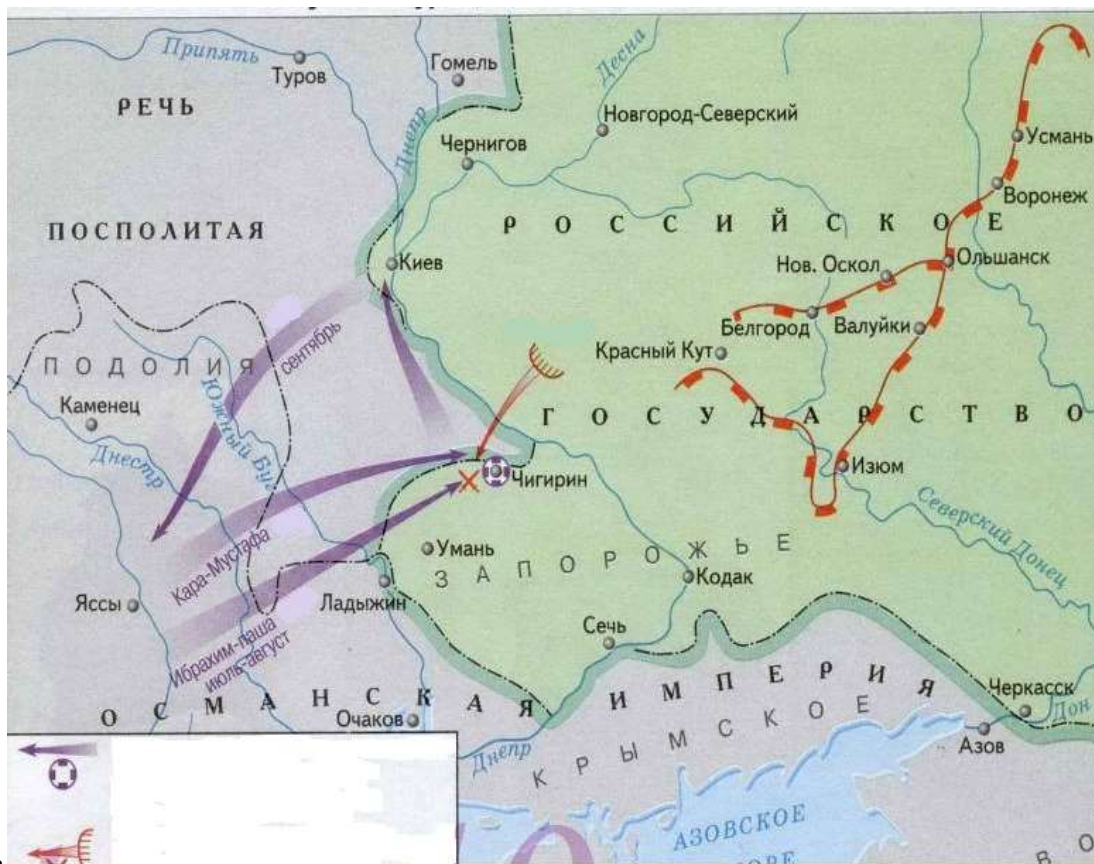 Припять
Туров
Гомель
Десна
РЕЧЬ
Днепр
Новгород-Северский
Чернигов
Усмань
Воронеж
ПОСПОЛИТАЯ
РОССИЙСКОЕ
Киев
Нов. Оскол
Ольшанск
Белгород
Валуйки
сентябрь
Красный Кут
ПОДОЛИЯ
Южный Буг
Каменец
ГОСУДАРСТВО
Днестр
Чигирин
Изюм
Северский Донец
Кара-Мустафа
Умань
ЗАПОРОЖЬЕ
Кодак
Яссы
Ладыжин
Сечь
Ибрахим-паша
июль-август
ОСМАНСКАЯ ИМПЕРИЯ
Черкасск
Дон
Очаков
Азов
Днепр
КРЫМСКОЕ
АЗОВСКОЕ
МОРЕ